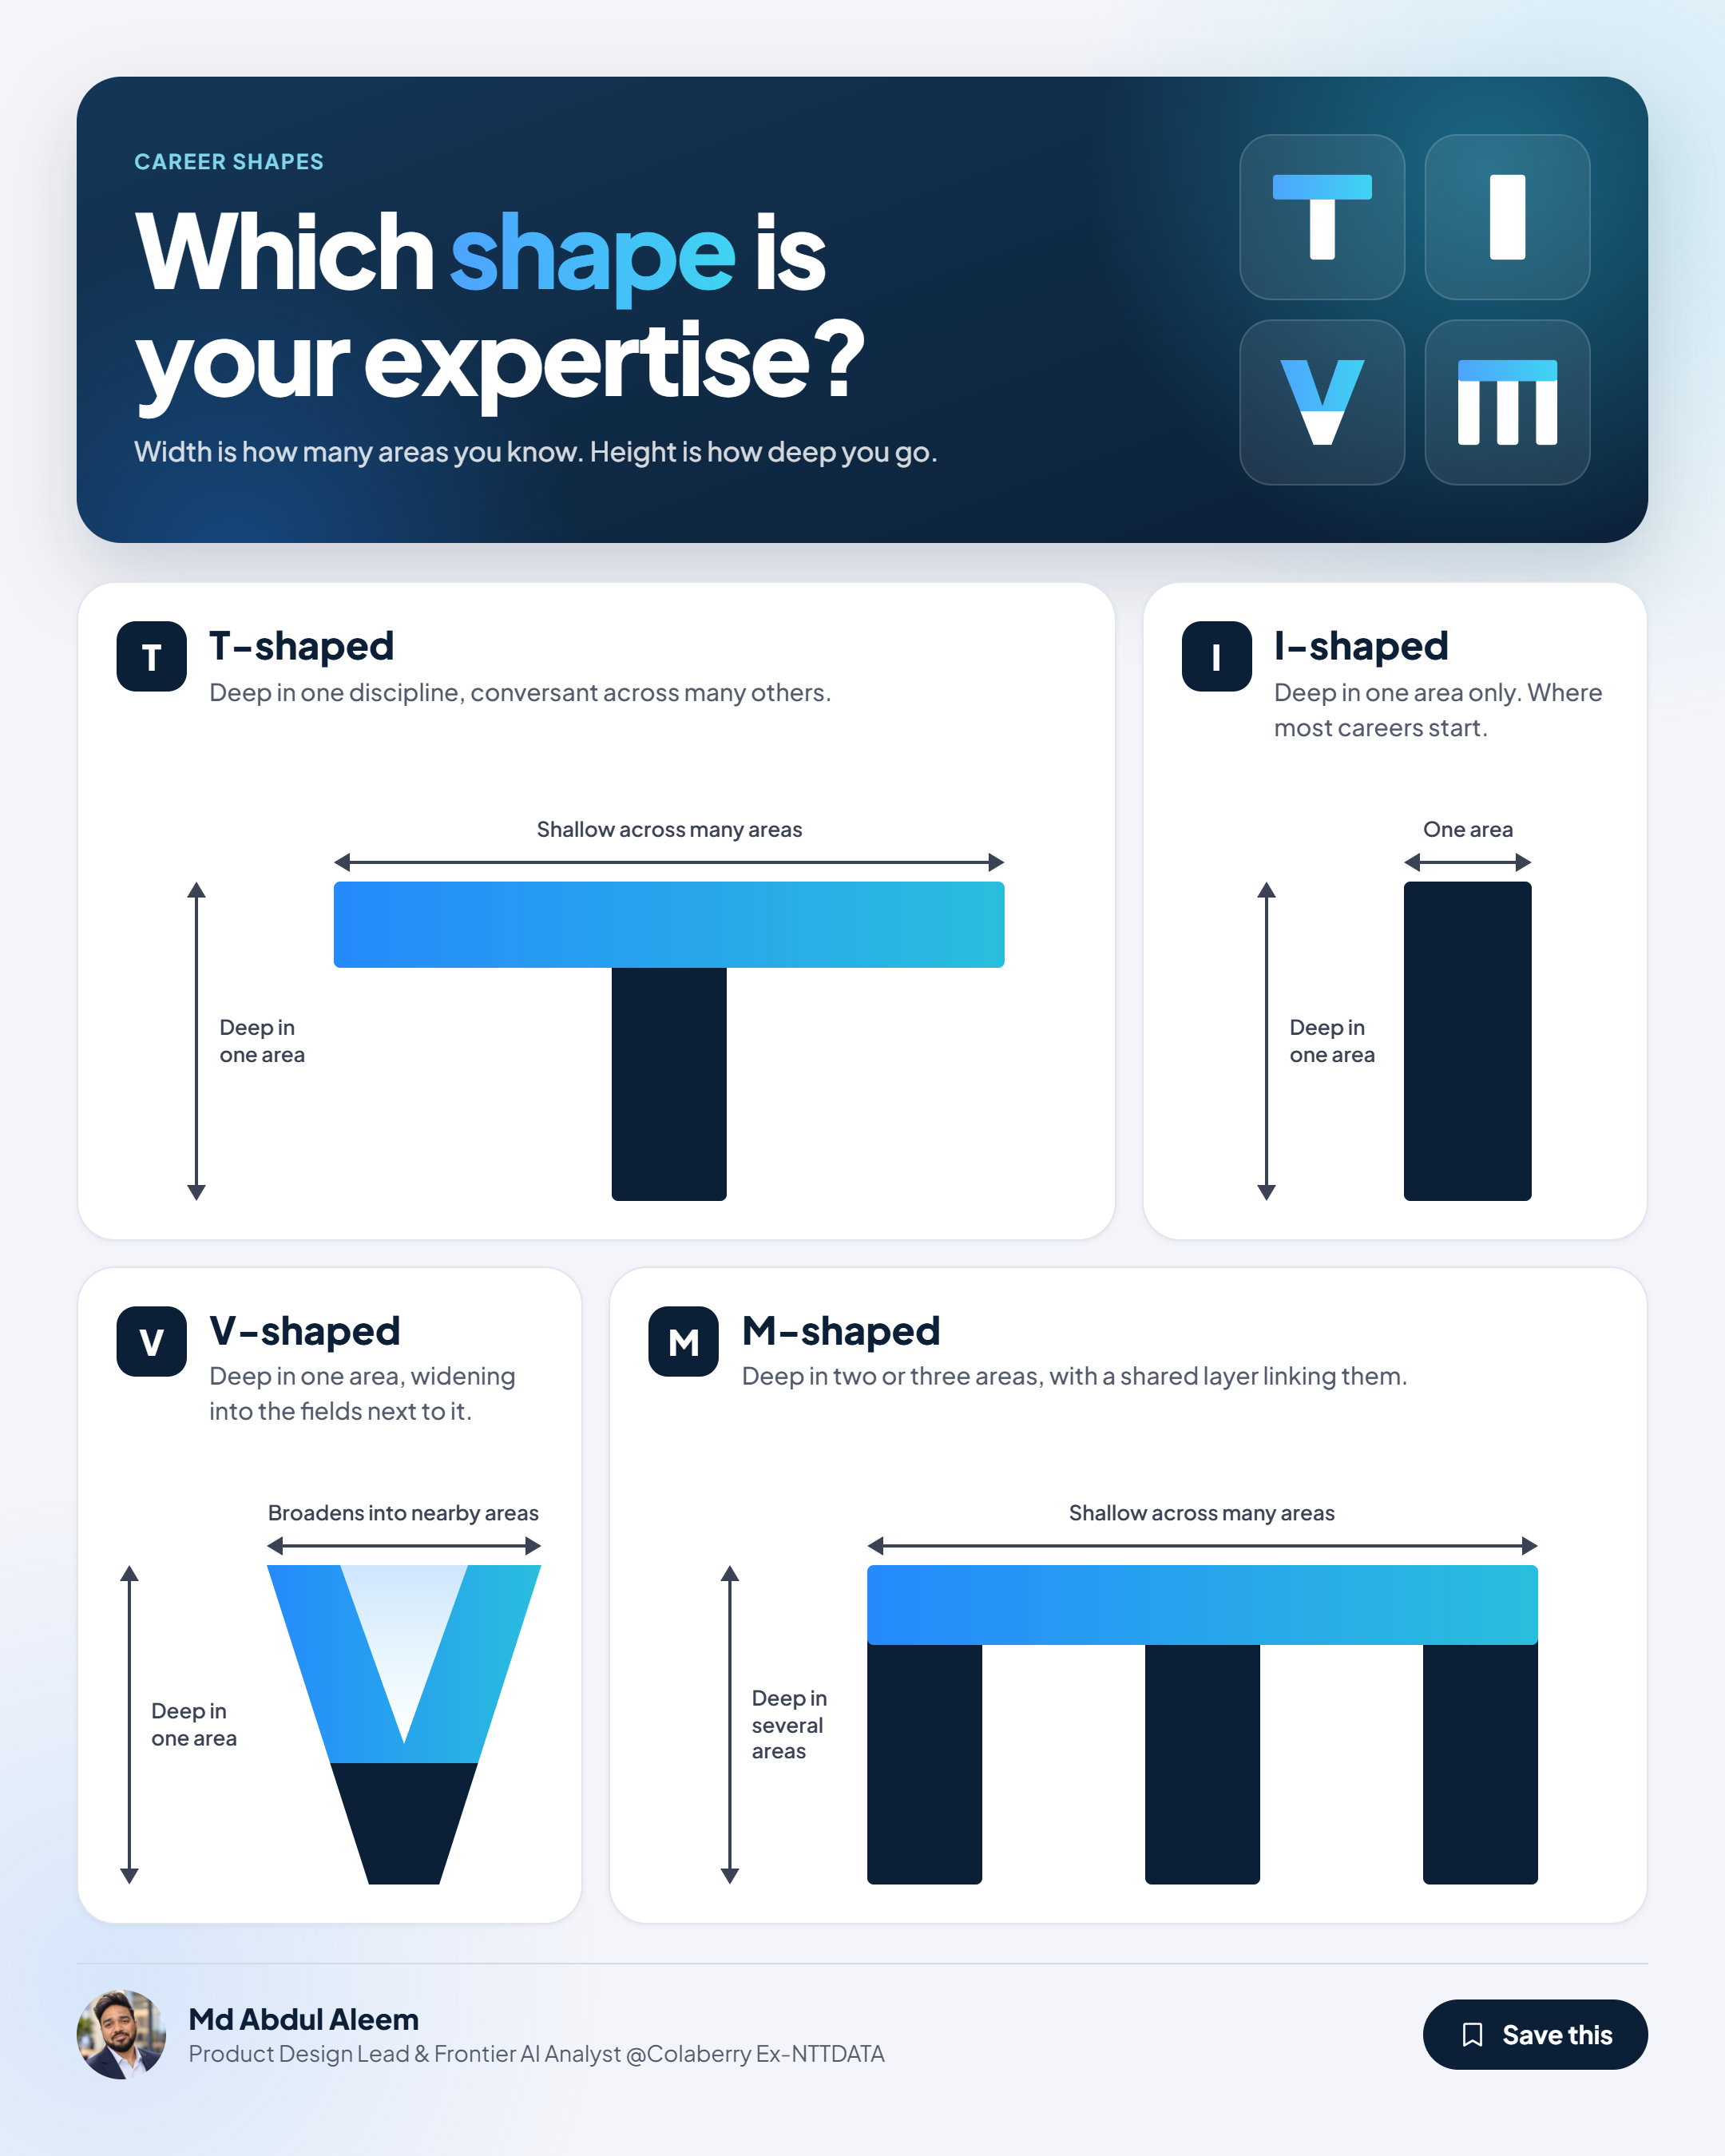 CAREER SHAPES
Which shape is
your expertise?
Width is how many areas you know. Height is how deep you go.
T I
V M
T
T-shaped
Deep in one discipline, conversant across many others.
Shallow across many areas
Deep in
one area
I
I-shaped
Deep in one area only. Where
most careers start.
One area
Deep in
one area
V
V-shaped
Deep in one area, widening
into the fields next to it.
Broadens into nearby areas
Deep in
one area
M
M-shaped
Deep in two or three areas, with a shared layer linking them.
Shallow across many areas
Deep in
several
areas
Md Abdul Aleem
Product Design Lead & Frontier AI Analyst @Colaberry Ex-NTTDATA
Save this